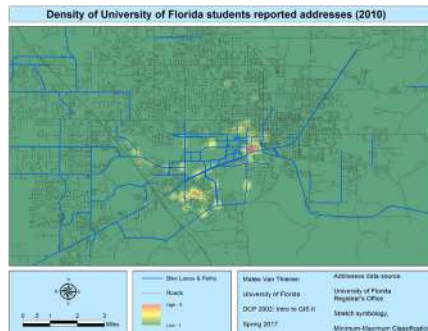 Density of University of Florida students reported addresses (2010)
N
0 .5 1 2 3
Miles
Bike Lanes & Paths
Roads
High : 5
Low : 1
Mateo Van Thienen
University of Florida
DCP 2002: Intro to GIS II
Spring 2017
Addresses data source:
University of Florida
Registrar's Office
Stretch symbology,
Minimum-Maximum Classification